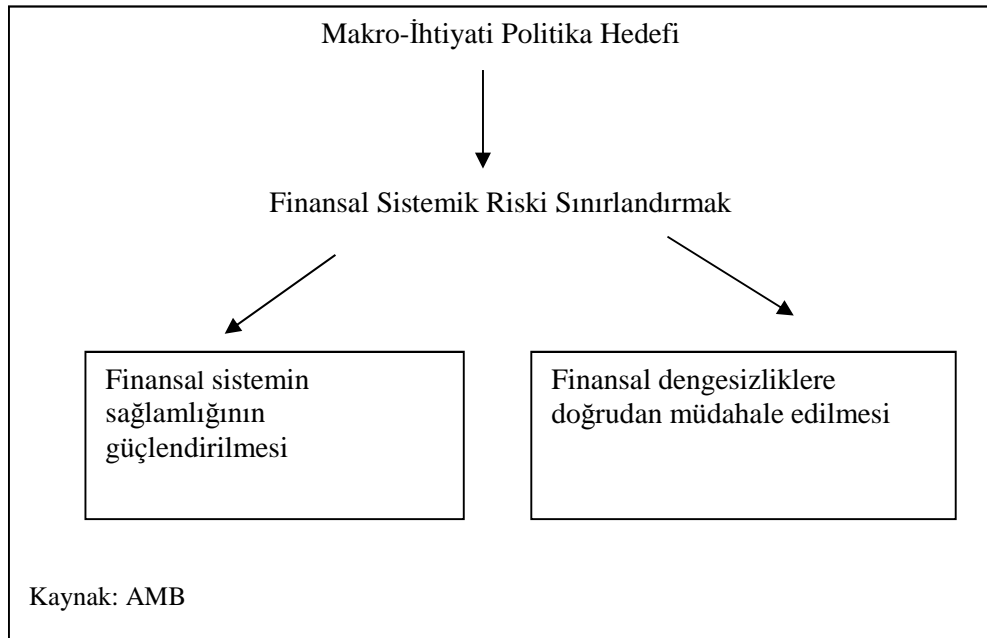 Makro-İhtiyati Politika Hedefi
Finansal Sistemik Riski Sınırlandırmak
Finansal sistemin
sağlamlığının
güçlendirilmesi
Finansal dengesizliklere
doğrudan müdahale edilmesi
Kaynak: AMB